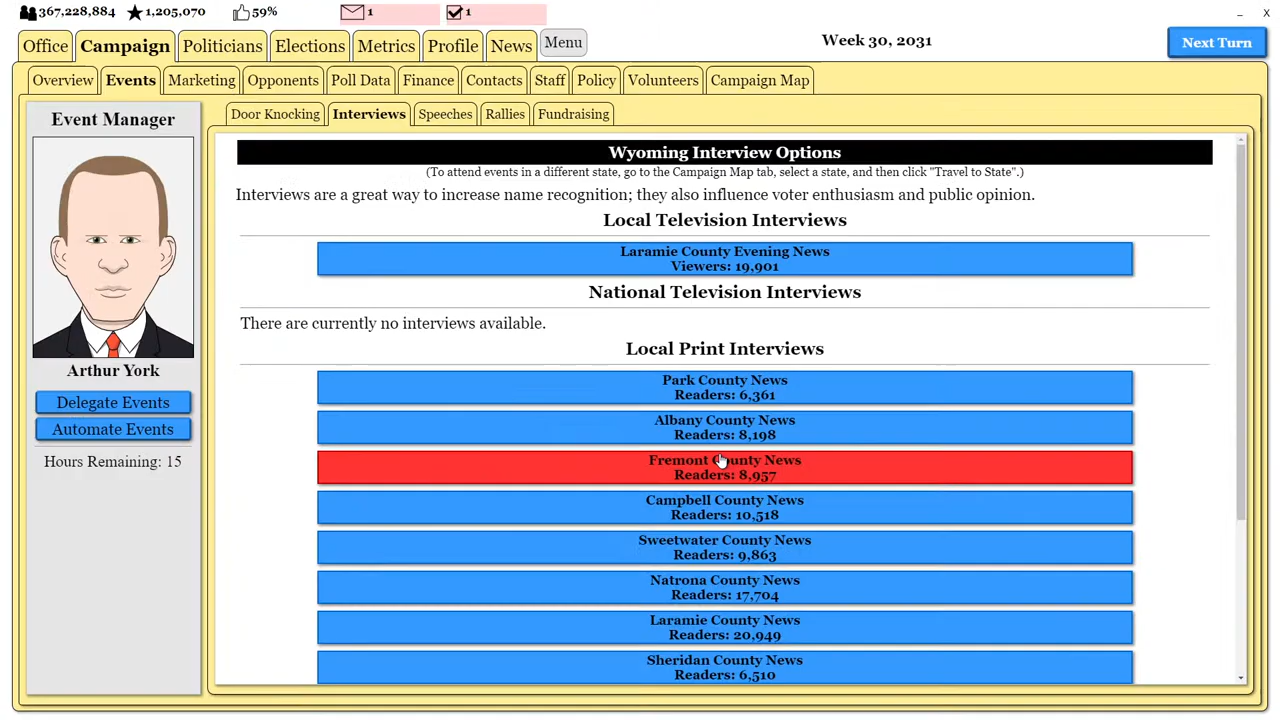 367,228,884 1,205,070 59% 1 1
_ X
Office Campaign Politicians Elections Metrics Profile News Menu Week 30, 2031 Next Turn
Overview Events Marketing Opponents Poll Data Finance Contacts Staff Policy Volunteers Campaign Map
Event Manager
Arthur York
Delegate Events
Automate Events
Hours Remaining: 15
Door Knocking Interviews Speeches Rallies Fundraising
Wyoming Interview Options
(To attend events in a different state, go to the Campaign Map tab, select a state, and then click "Travel to State".)
Interviews are a great way to increase name recognition; they also influence voter enthusiasm and public opinion.
Local Television Interviews
Laramie County Evening News
Viewers: 19,901
National Television Interviews
There are currently no interviews available.
Local Print Interviews
Park County News
Readers: 6,361
Albany County News
Readers: 8,198
Fremont County News
Readers: 8,957
Campbell County News
Readers: 10,518
Sweetwater County News
Readers: 9,863
Natrona County News
Readers: 17,704
Laramie County News
Readers: 20,949
Sheridan County News
Readers: 6,510